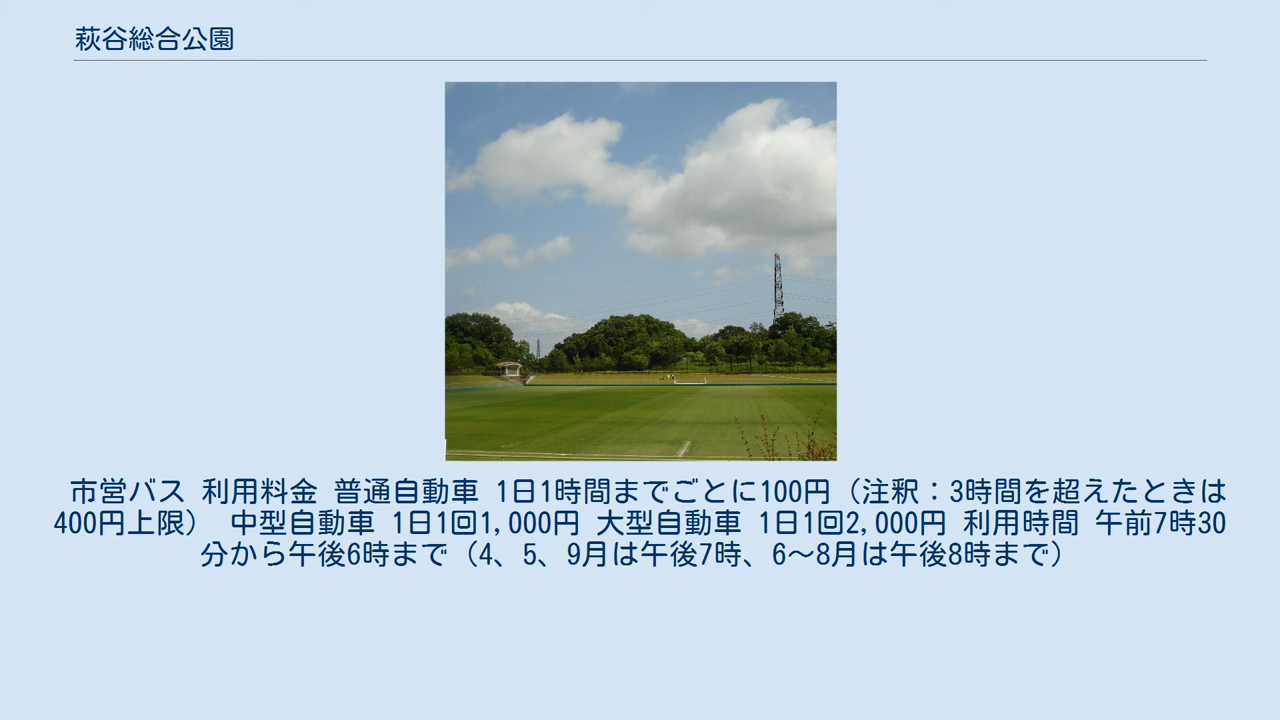 萩谷総合公園
市営バス 利用料金 普通自動車 1日1時間までごとに100円（注釈：3時間を超えたときは
400円上限） 中型自動車 1日1回1,000円 大型自動車 1日1回2,000円 利用時間 午前7時30
分から午後6時まで（4、5、9月は午後7時、6～8月は午後8時まで）